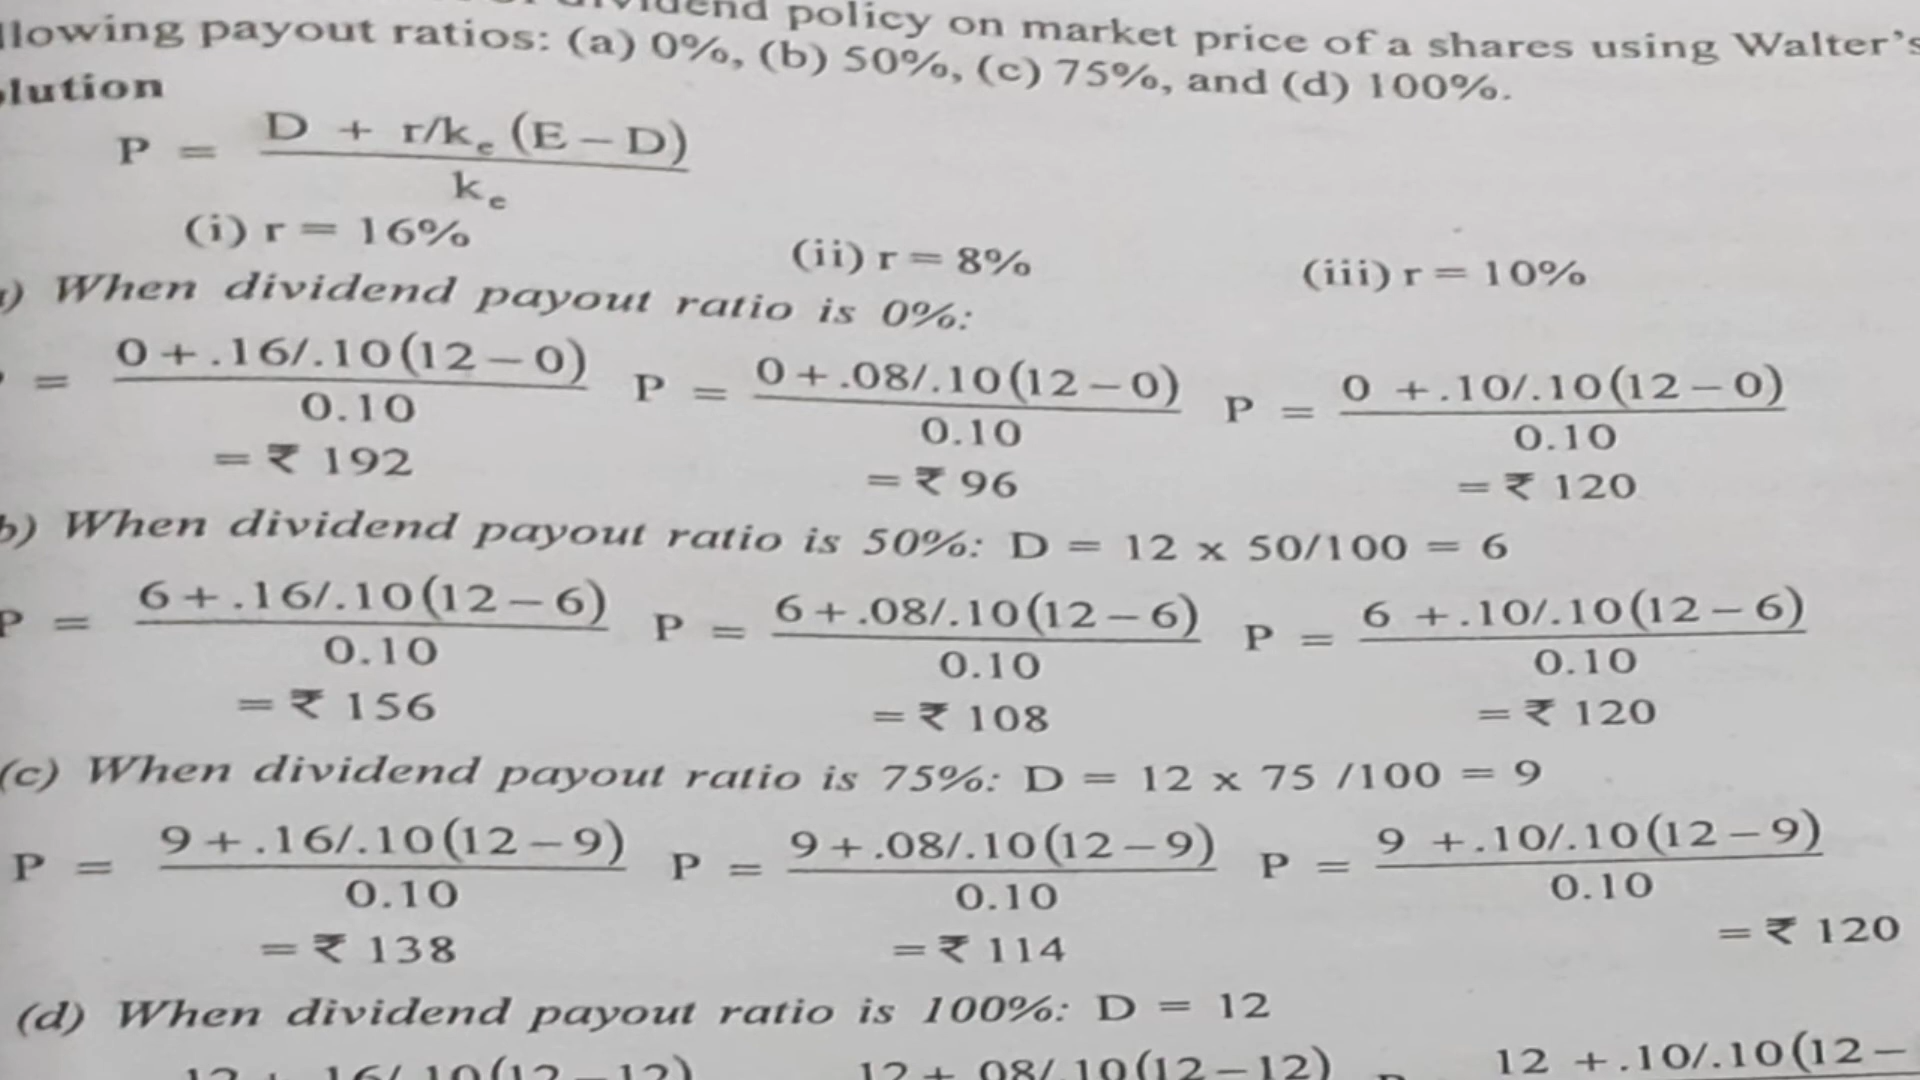 policy on market price of a shares using Walter's
payout ratios: (a) 0%, (b) 50%, (c) 75%, and (d) 100%.
P = D + r/ke (E – D)
ke
(i) r = 16% (ii) r = 8% (iii) r = 10%
When dividend payout ratio is 0%:
= 0 + .16/.10(12 – 0) P = 0 + .08/.10(12 – 0) P = 0 + .10/.10(12 – 0)
0.10 0.10 0.10
= ₹ 192 = ₹ 96 = ₹ 120
b) When dividend payout ratio is 50%: D = 12 x 50/100 = 6
P = 6 + .16/.10(12 – 6) P = 6 + .08/.10(12 – 6) P = 6 + .10/.10(12 – 6)
0.10 0.10 0.10
= ₹ 156 = ₹ 108 = ₹ 120
(c) When dividend payout ratio is 75%: D = 12 x 75 /100 = 9
P = 9 + .16/.10(12 – 9) P = 9 + .08/.10(12 – 9) P = 9 + .10/.10(12 – 9)
0.10 0.10 0.10
= ₹ 138 = ₹ 114 = ₹ 120
(d) When dividend payout ratio is 100%: D = 12
12 + .16/.10(12 – 12) 12 + .08/.10(12 – 12) 12 + .10/.10(12 –